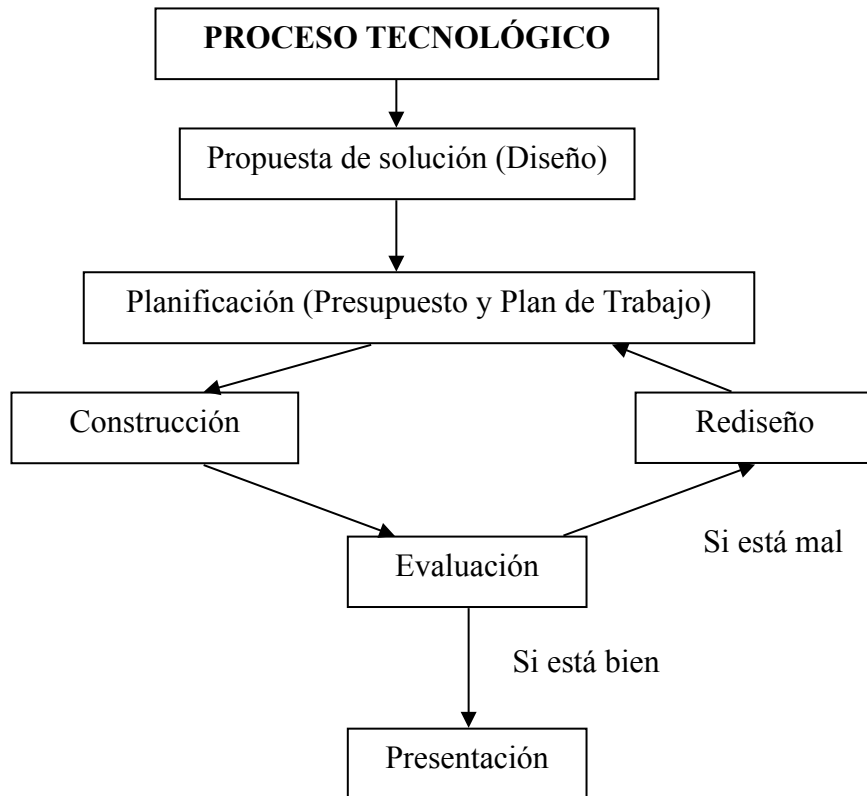 PROCESO TECNOLÓGICO
Propuesta de solución (Diseño)
Planificación (Presupuesto y Plan de Trabajo)
Construcción
Rediseño
Si está mal
Evaluación
Si está bien
Presentación